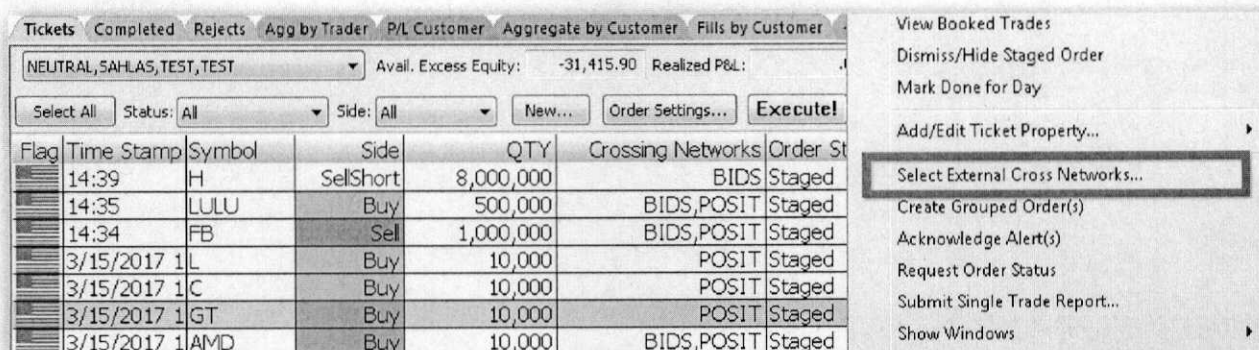 Tickets Completed Rejects Agg by Trader P/L Customer Aggregate by Customer Fills by Customer
NEUTRAL,SAHLAS,TEST,TEST Avail. Excess Equity: -31,415.90 Realized P&L:
Select All Status: All Side: All New... Order Settings... Execute!
Flag Time Stamp Symbol Side QTY Crossing Networks Order St
14:39 H SellShort 8,000,000 BIDS Staged
14:35 LULU Buy 500,000 BIDS,POSIT Staged
14:34 FB Sell 1,000,000 BIDS,POSIT Staged
3/15/2017 1 L Buy 10,000 POSIT Staged
3/15/2017 1 C Buy 10,000 POSIT Staged
3/15/2017 1 GT Buy 10,000 POSIT Staged
3/15/2017 1 AMD Buy 10,000 BIDS,POSIT Staged
View Booked Trades
Dismiss/Hide Staged Order
Mark Done for Day
Add/Edit Ticket Property...
Select External Cross Networks...
Create Grouped Order(s)
Acknowledge Alert(s)
Request Order Status
Submit Single Trade Report...
Show Windows